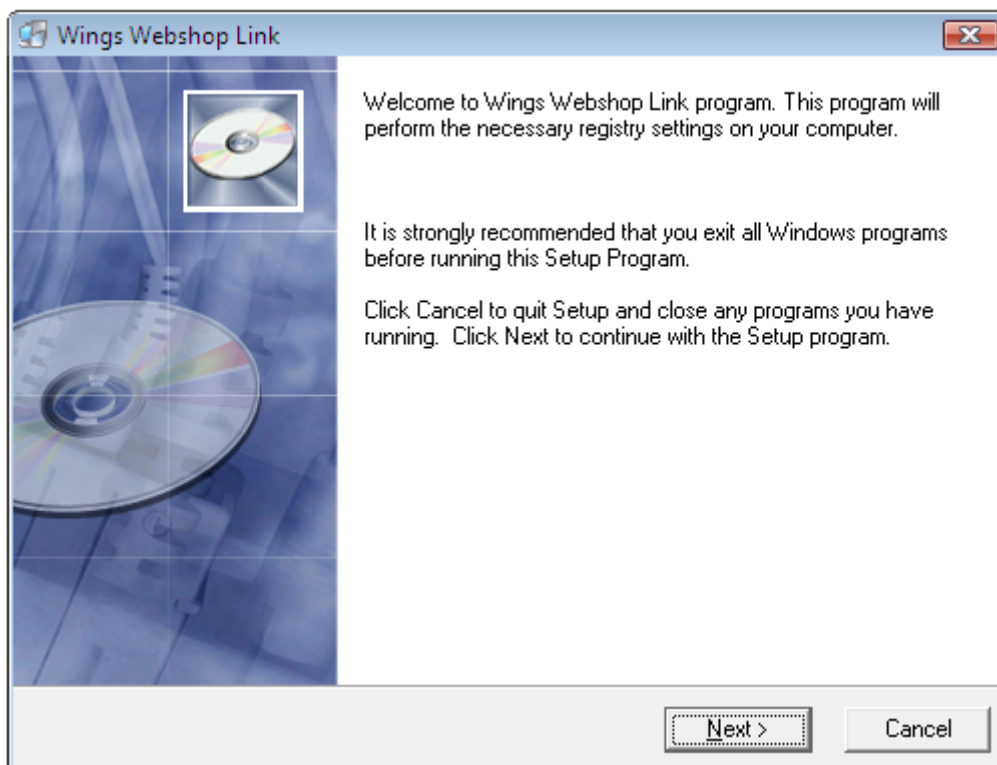 Wings Webshop Link
Welcome to Wings Webshop Link program. This program will
perform the necessary registry settings on your computer.
It is strongly recommended that you exit all Windows programs
before running this Setup Program.
Click Cancel to quit Setup and close any programs you have
running.  Click Next to continue with the Setup program.
Next >
Cancel